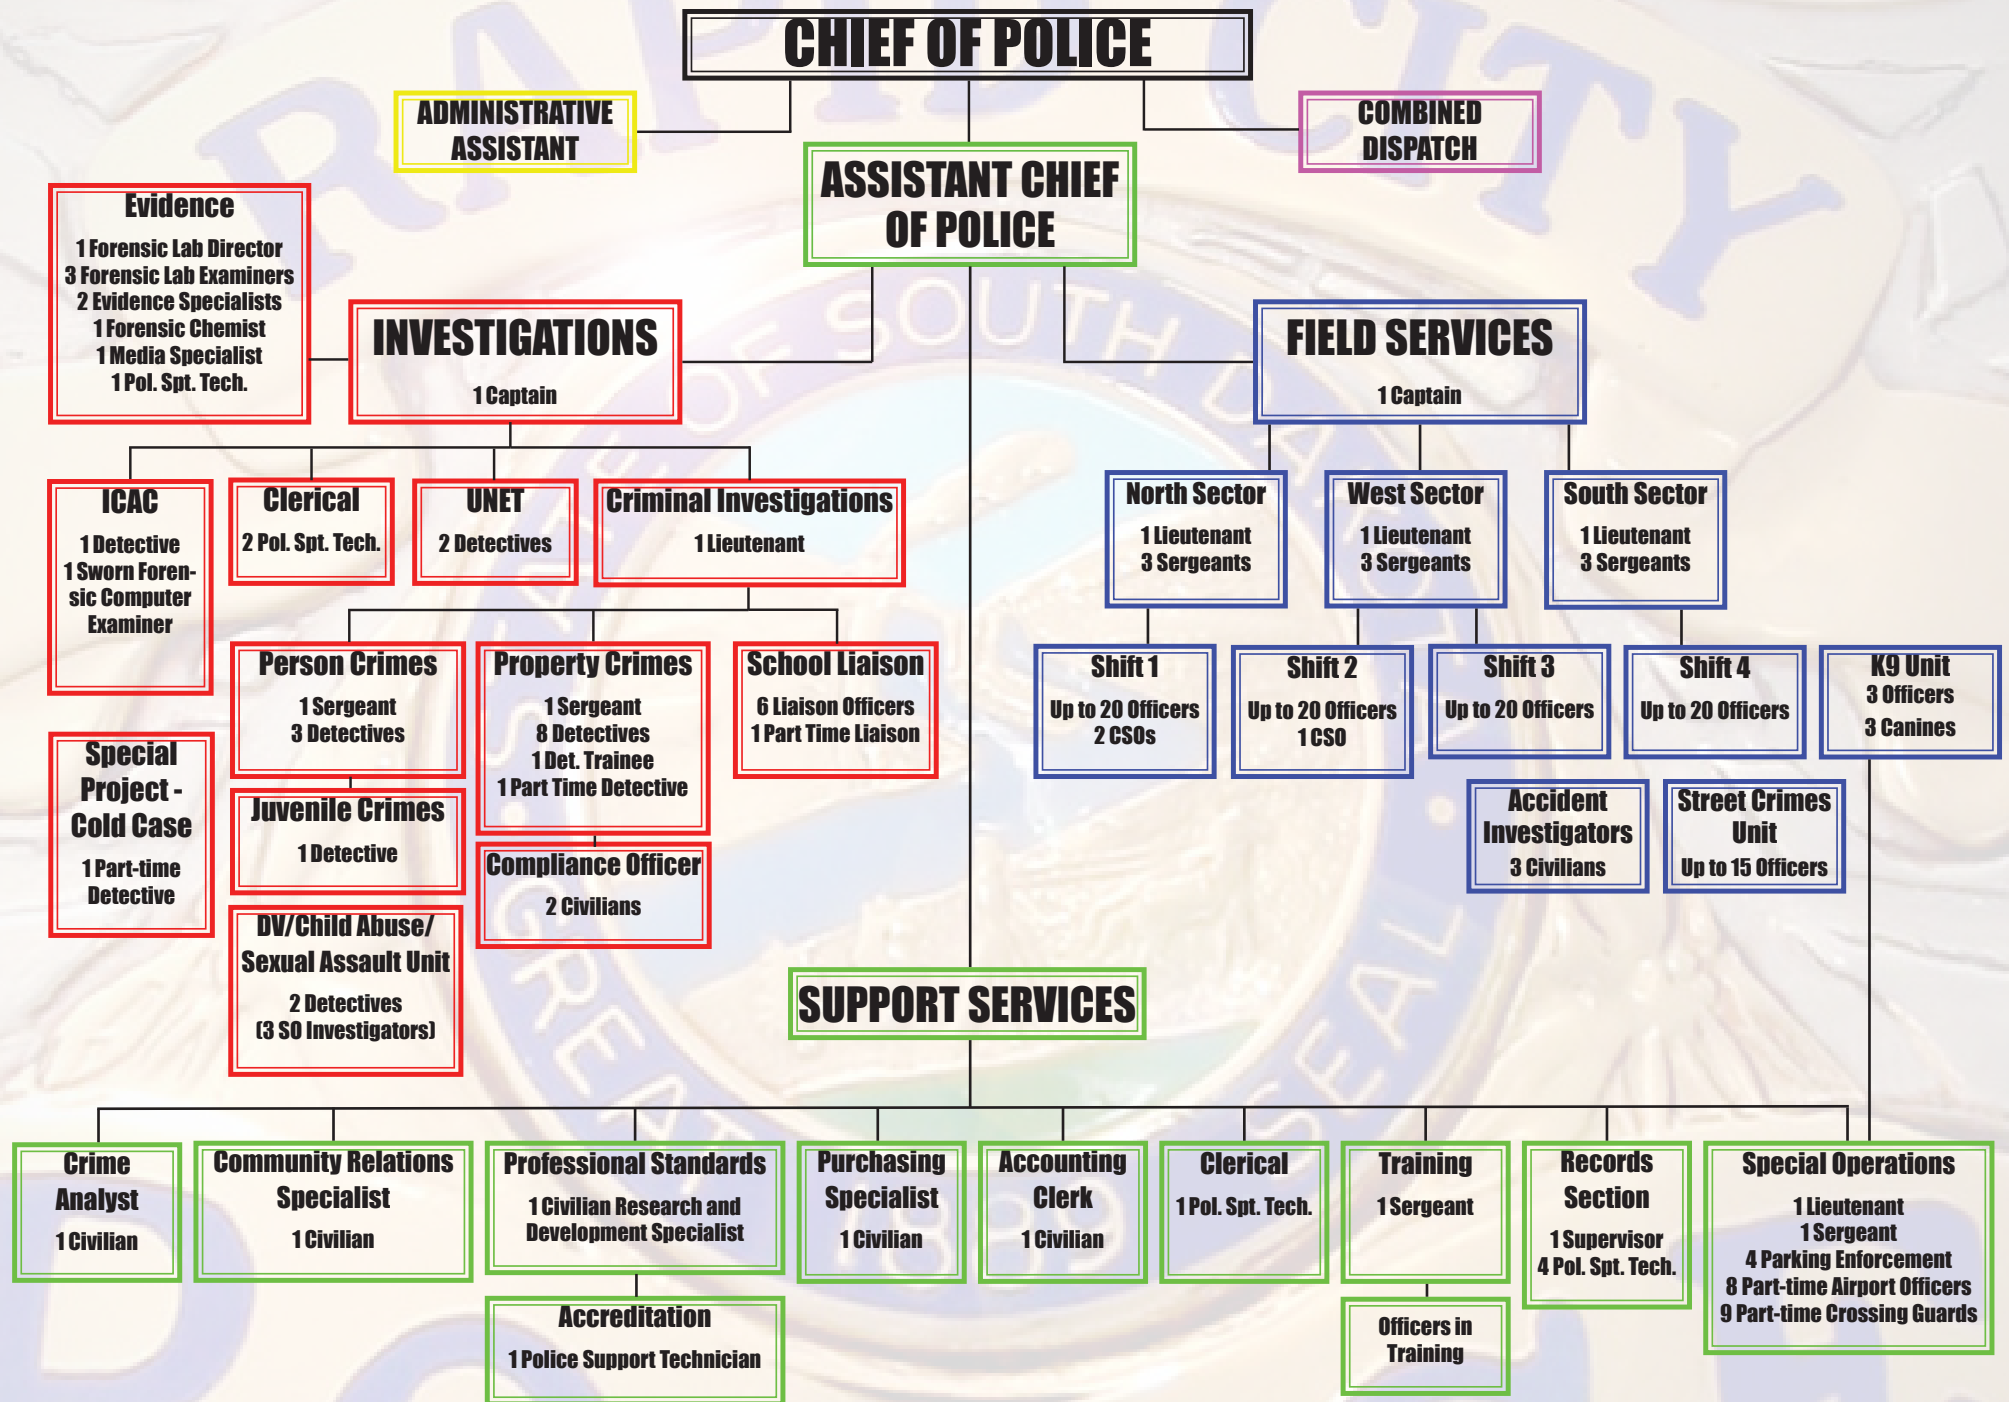 CHIEF OF POLICE
ADMINISTRATIVE
ASSISTANT
COMBINED
DISPATCH
ASSISTANT CHIEF
OF POLICE
Evidence
1 Forensic Lab Director
3 Forensic Lab Examiners
2 Evidence Specialists
1 Forensic Chemist
1 Media Specialist
1 Pol. Spt. Tech.
INVESTIGATIONS
1 Captain
FIELD SERVICES
1 Captain
ICAC
1 Detective
1 Sworn Foren-
sic Computer
Examiner
Clerical
2 Pol. Spt. Tech.
UNET
2 Detectives
Criminal Investigations
1 Lieutenant
North Sector
1 Lieutenant
3 Sergeants
West Sector
1 Lieutenant
3 Sergeants
South Sector
1 Lieutenant
3 Sergeants
Person Crimes
1 Sergeant
3 Detectives
Property Crimes
1 Sergeant
8 Detectives
1 Det. Trainee
1 Part Time Detective
School Liaison
6 Liaison Officers
1 Part Time Liaison
Shift 1
Up to 20 Officers
2 CSOs
Shift 2
Up to 20 Officers
1 CSO
Shift 3
Up to 20 Officers
Shift 4
Up to 20 Officers
K9 Unit
3 Officers
3 Canines
Special
Project -
Cold Case
1 Part-time
Detective
Juvenile Crimes
1 Detective
Compliance Officer
2 Civilians
Accident
Investigators
3 Civilians
Street Crimes
Unit
Up to 15 Officers
DV/Child Abuse/
Sexual Assault Unit
2 Detectives
(3 SO Investigators)
SUPPORT SERVICES
Crime
Analyst
1 Civilian
Community Relations
Specialist
1 Civilian
Professional Standards
1 Civilian Research and
Development Specialist
Purchasing
Specialist
1 Civilian
Accounting
Clerk
1 Civilian
Clerical
1 Pol. Spt. Tech.
Training
1 Sergeant
Records
Section
1 Supervisor
4 Pol. Spt. Tech.
Special Operations
1 Lieutenant
1 Sergeant
4 Parking Enforcement
8 Part-time Airport Officers
9 Part-time Crossing Guards
Accreditation
1 Police Support Technician
Officers in
Training
RAPID CITY
STATE OF SOUTH DAKOTA
GREAT SEAL
1889